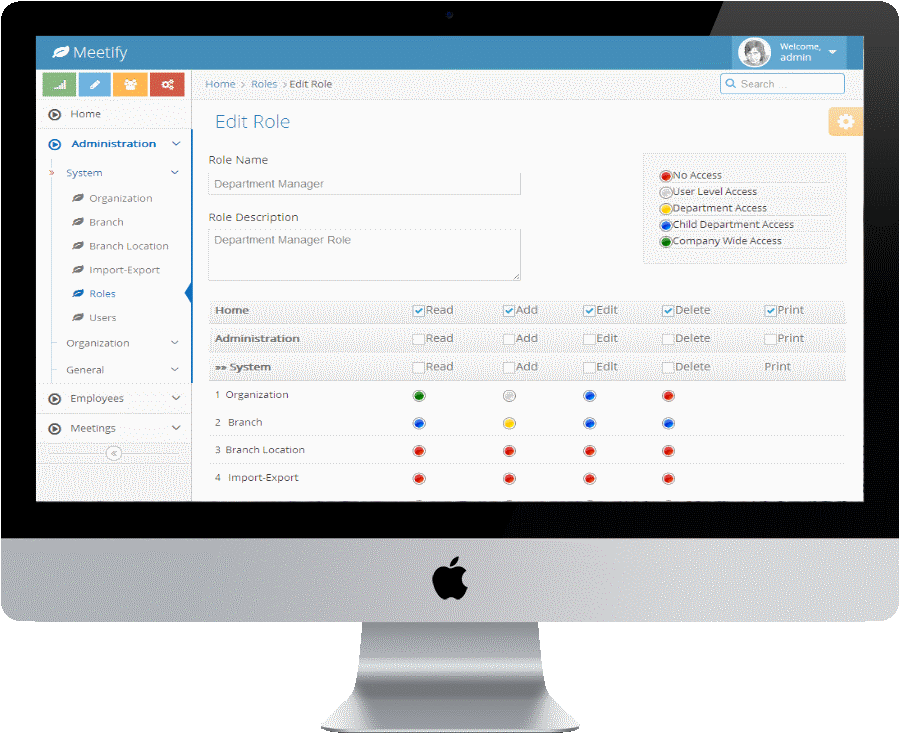 Meetify
Welcome,
admin
Home > Roles > Edit Role
Search ...
Home
Administration
System
Organization
Branch
Branch Location
Import-Export
Roles
Users
Organization
General
Employees
Meetings
Edit Role
Role Name
Department Manager
Role Description
Department Manager Role
No Access
User Level Access
Department Access
Child Department Access
Company Wide Access
Home Read Add Edit Delete Print
Administration Read Add Edit Delete Print
»» System Read Add Edit Delete Print
1 Organization
2 Branch
3 Branch Location
4 Import-Export